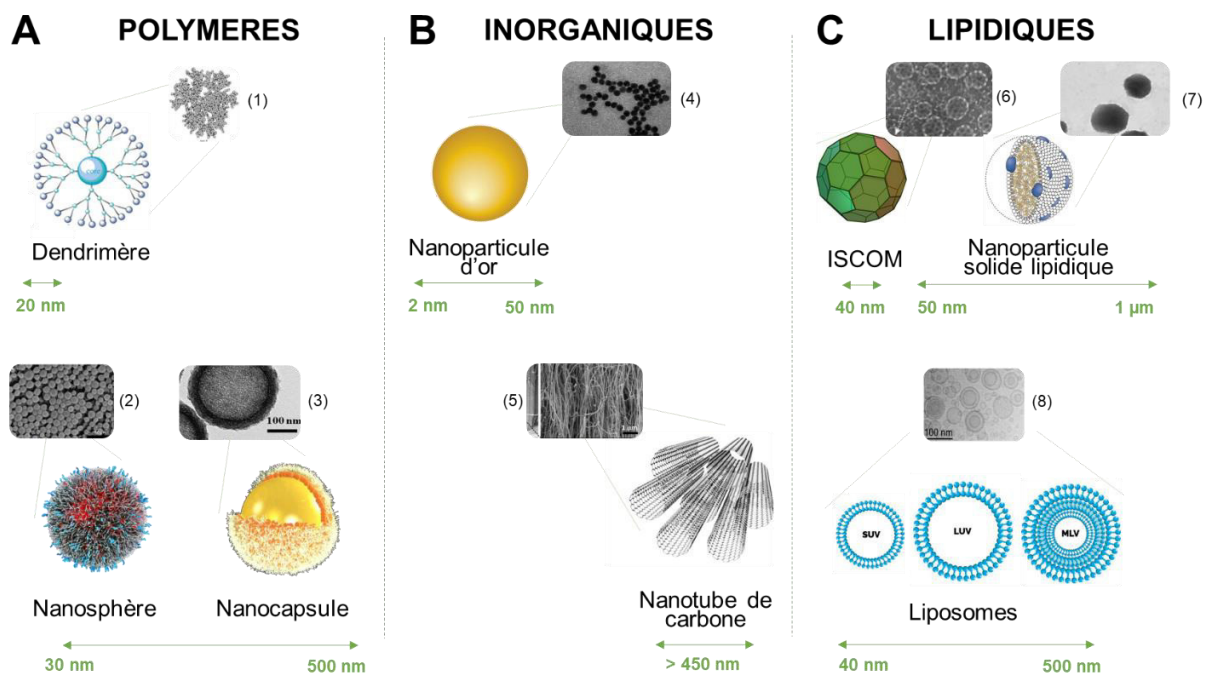 A POLYMERES
(1)
Dendrimère
20 nm
(2)
(3)
100 nm
Nanosphère
Nanocapsule
30 nm
500 nm
B INORGANIQUES
(4)
Nanoparticule
d'or
2 nm
50 nm
(5)
1 µm
Nanotube de
carbone
> 450 nm
C LIPIDIQUES
(6)
(7)
ISCOM
Nanoparticule
solide lipidique
40 nm
50 nm
1 µm
(8)
100 nm
SUV
LUV
MLV
Liposomes
40 nm
500 nm